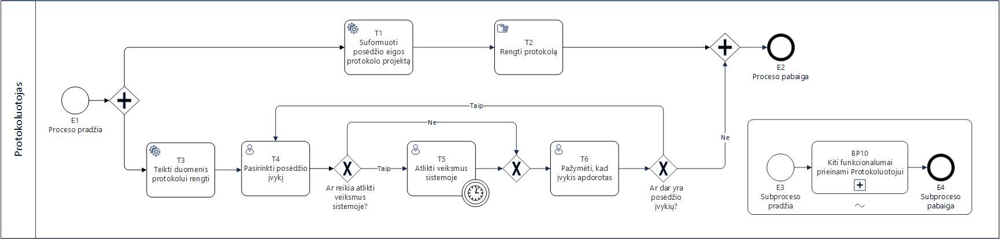 Protokoluotojas
E1
Proceso pradžia
T1
Suformuoti
posėdžio eigos
protokolo projektą
T2
Rengti protokolą
E2
Proceso pabaiga
T3
Teikti duomenis
protokolui rengti
T4
Pasirinkti posėdžio
įvykį
Ar reikia atlikti
veiksmus
sistemoje?
Taip
Ne
Taip
T5
Atlikti veiksmus
sistemoje
T6
Pažymėti, kad
įvykis apdorotas
Ar dar yra
posėdžio
įvykių?
Ne
E3
Subproceso
pradžia
BP10
Kiti funkcionalumai
prieinami Protokoluotojui
E4
Subproceso
pabaiga